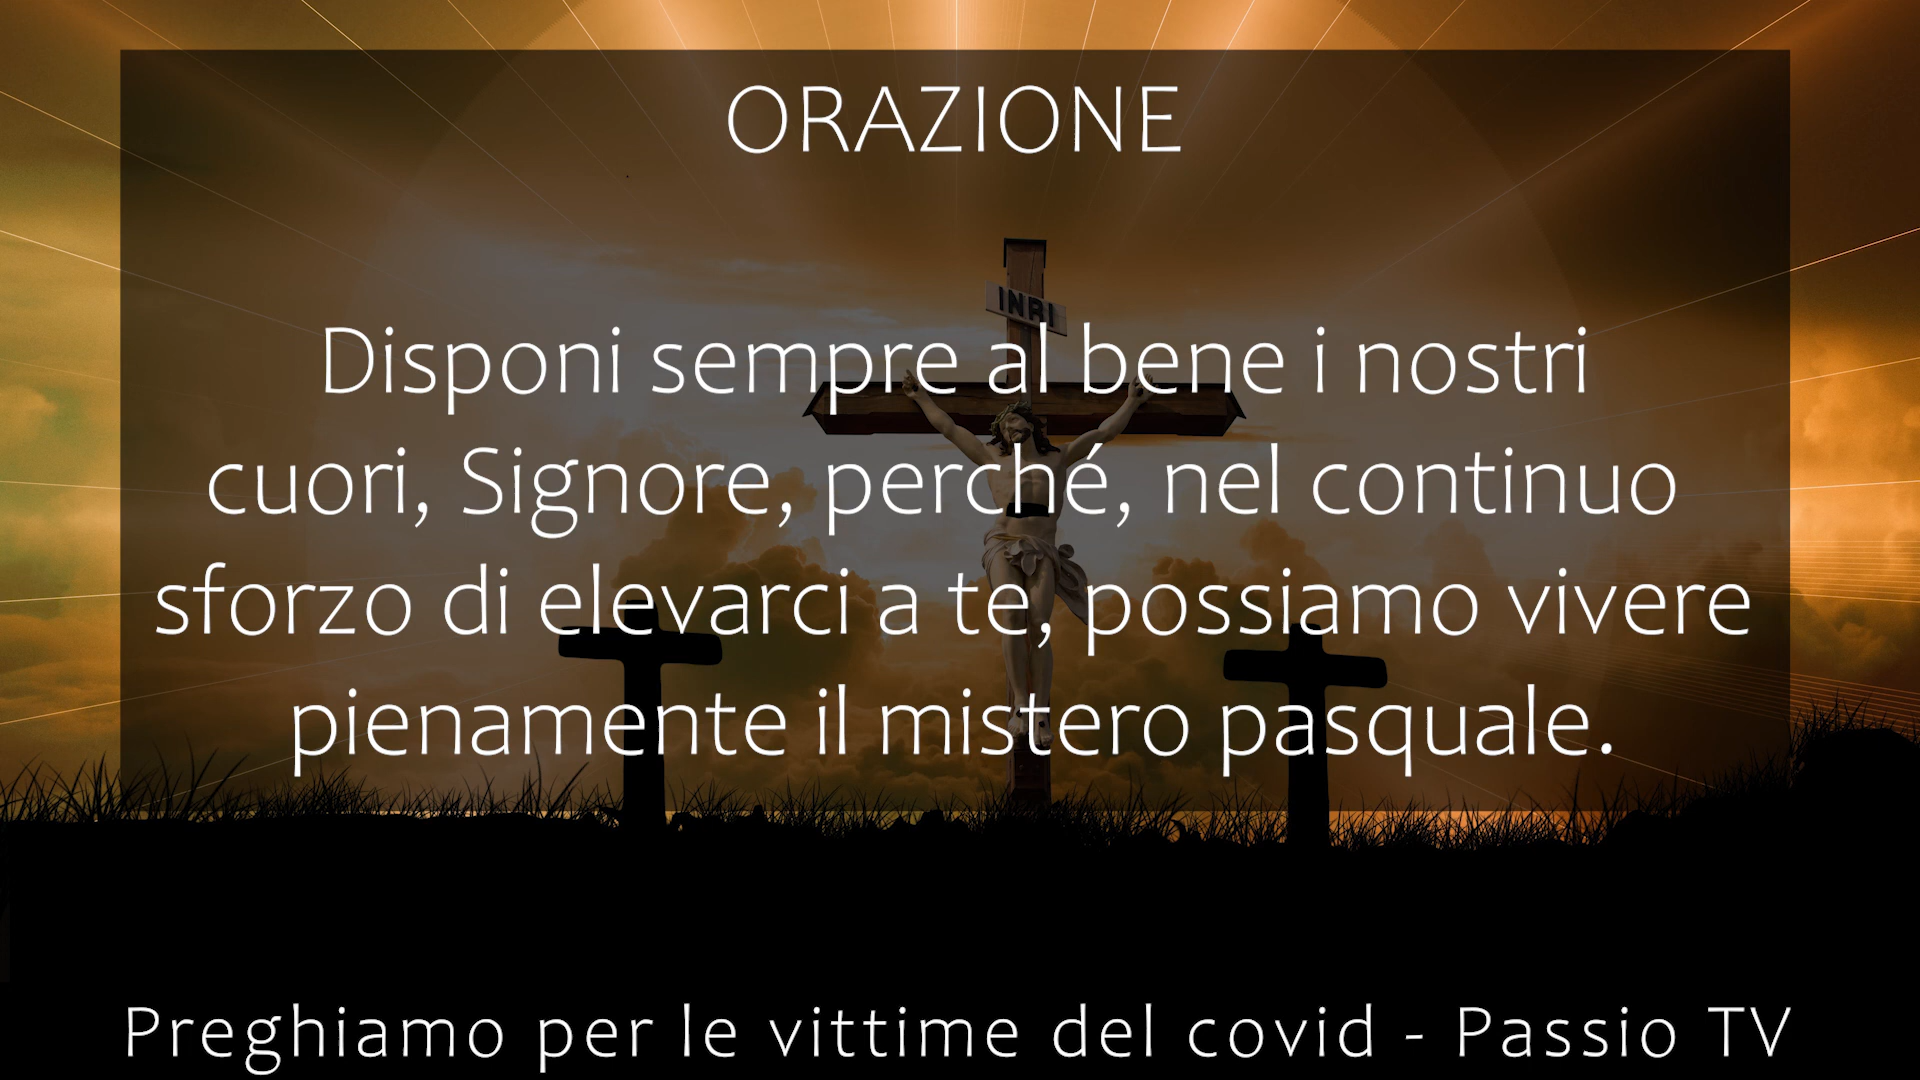 ORAZIONE
INRI
Disponi sempre al bene i nostri
cuori, Signore, perché, nel continuo
sforzo di elevarci a te, possiamo vivere
pienamente il mistero pasquale.
Preghiamo per le vittime del covid - Passio TV